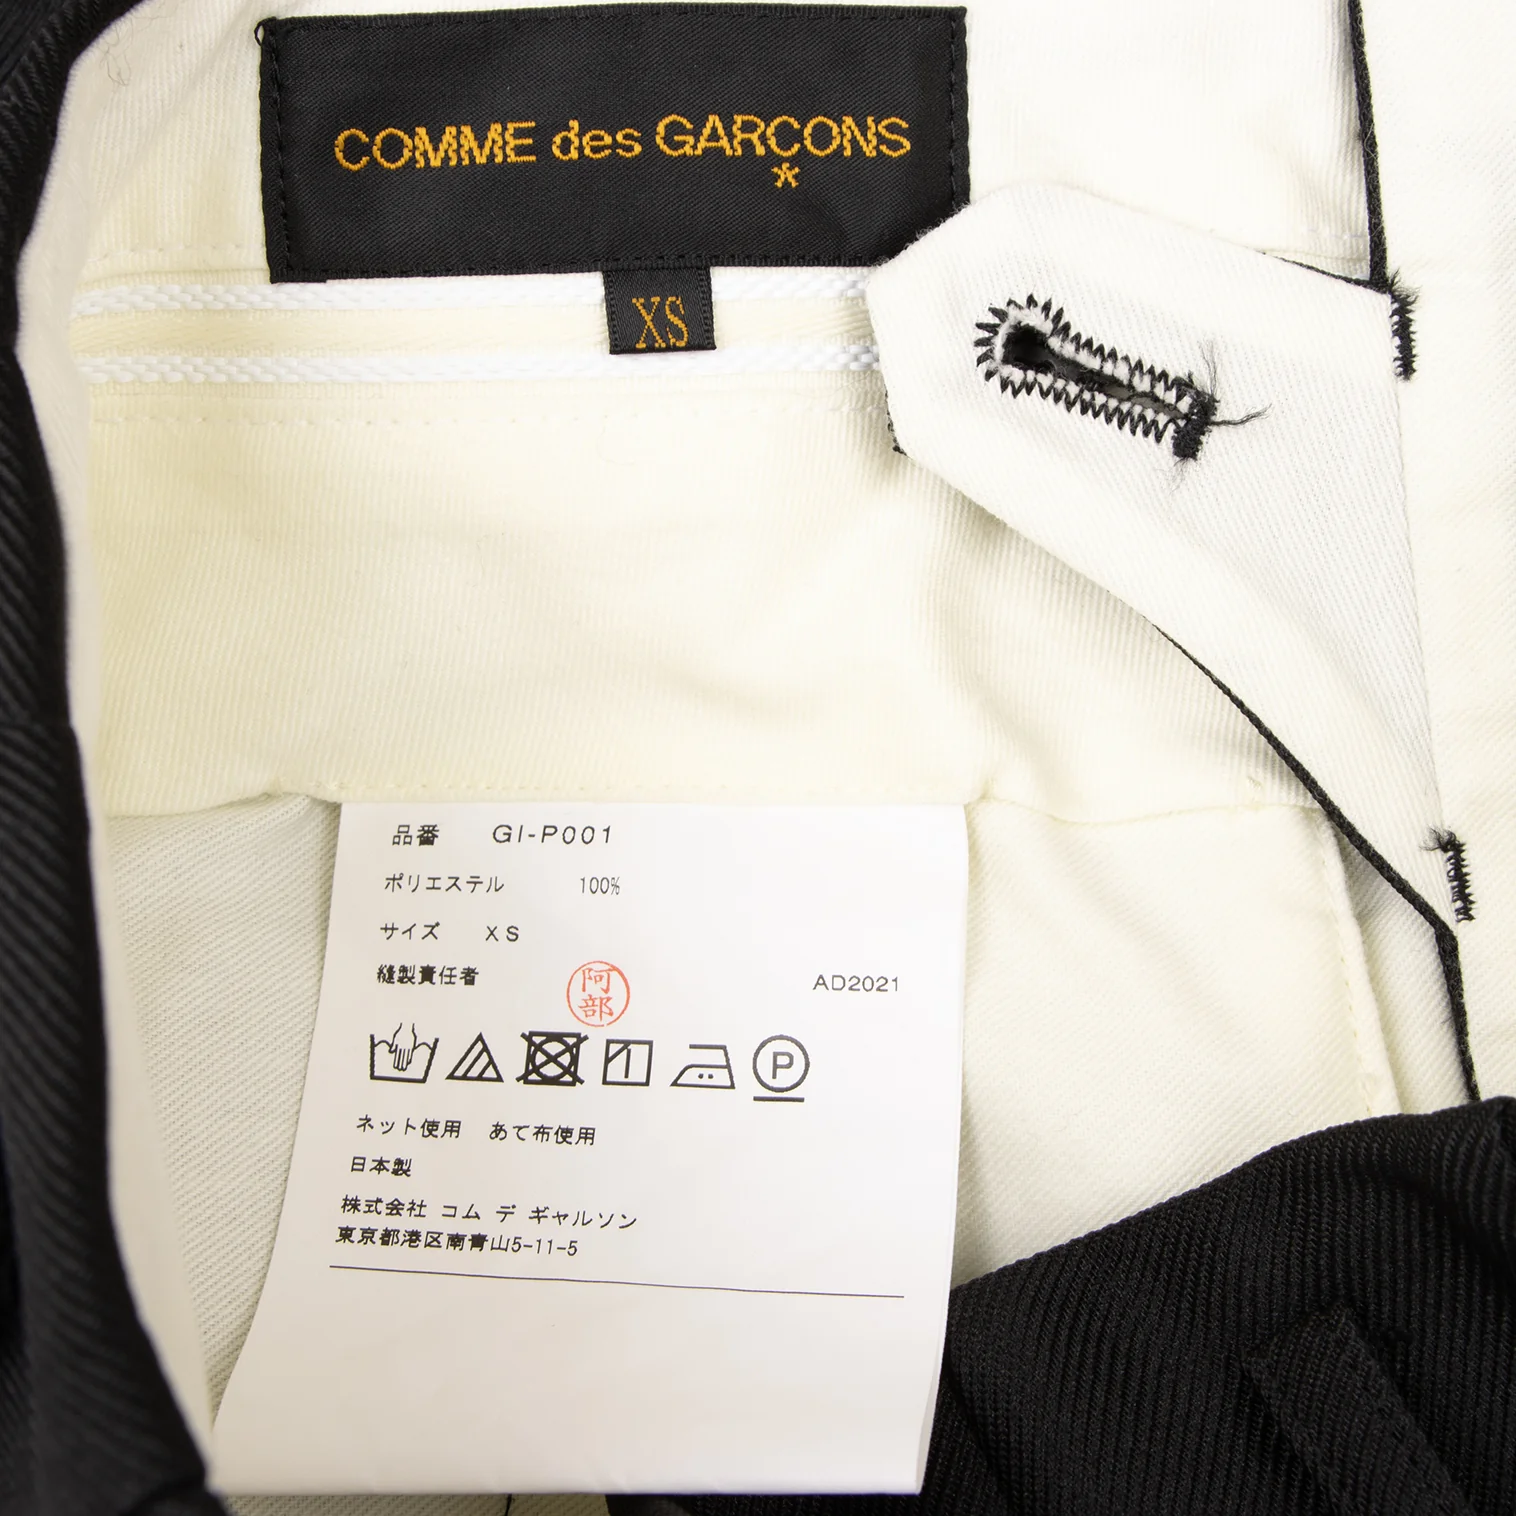 COMME des GARÇONS
XS
品番 GI-P001
ポリエステル 100%
サイズ XS
縫製責任者 阿部 AD2021
P
ネット使用 あて布使用
日本製
株式会社 コム デ ギャルソン
東京都港区南青山5-11-5